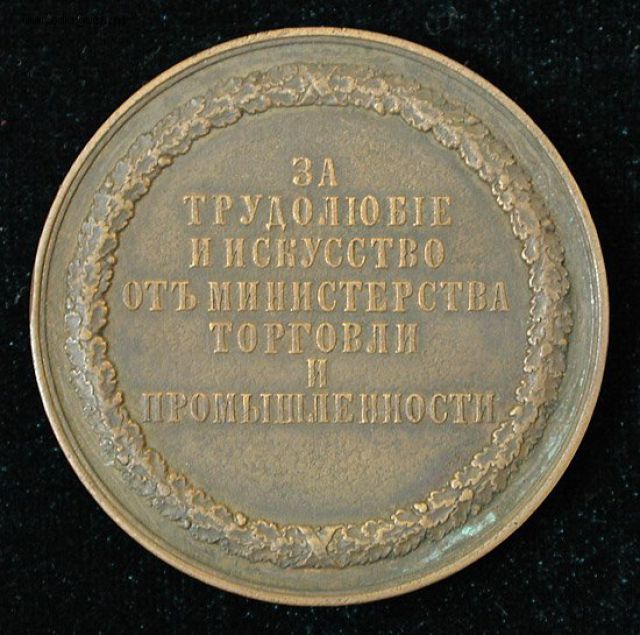 ЗА
ТРУДОЛЮБІЕ
И ИСКУССТВО
ОТЪ МИНИСТЕРСТВА
ТОРГОВЛИ
И
ПРОМЫШЛЕННОСТИ